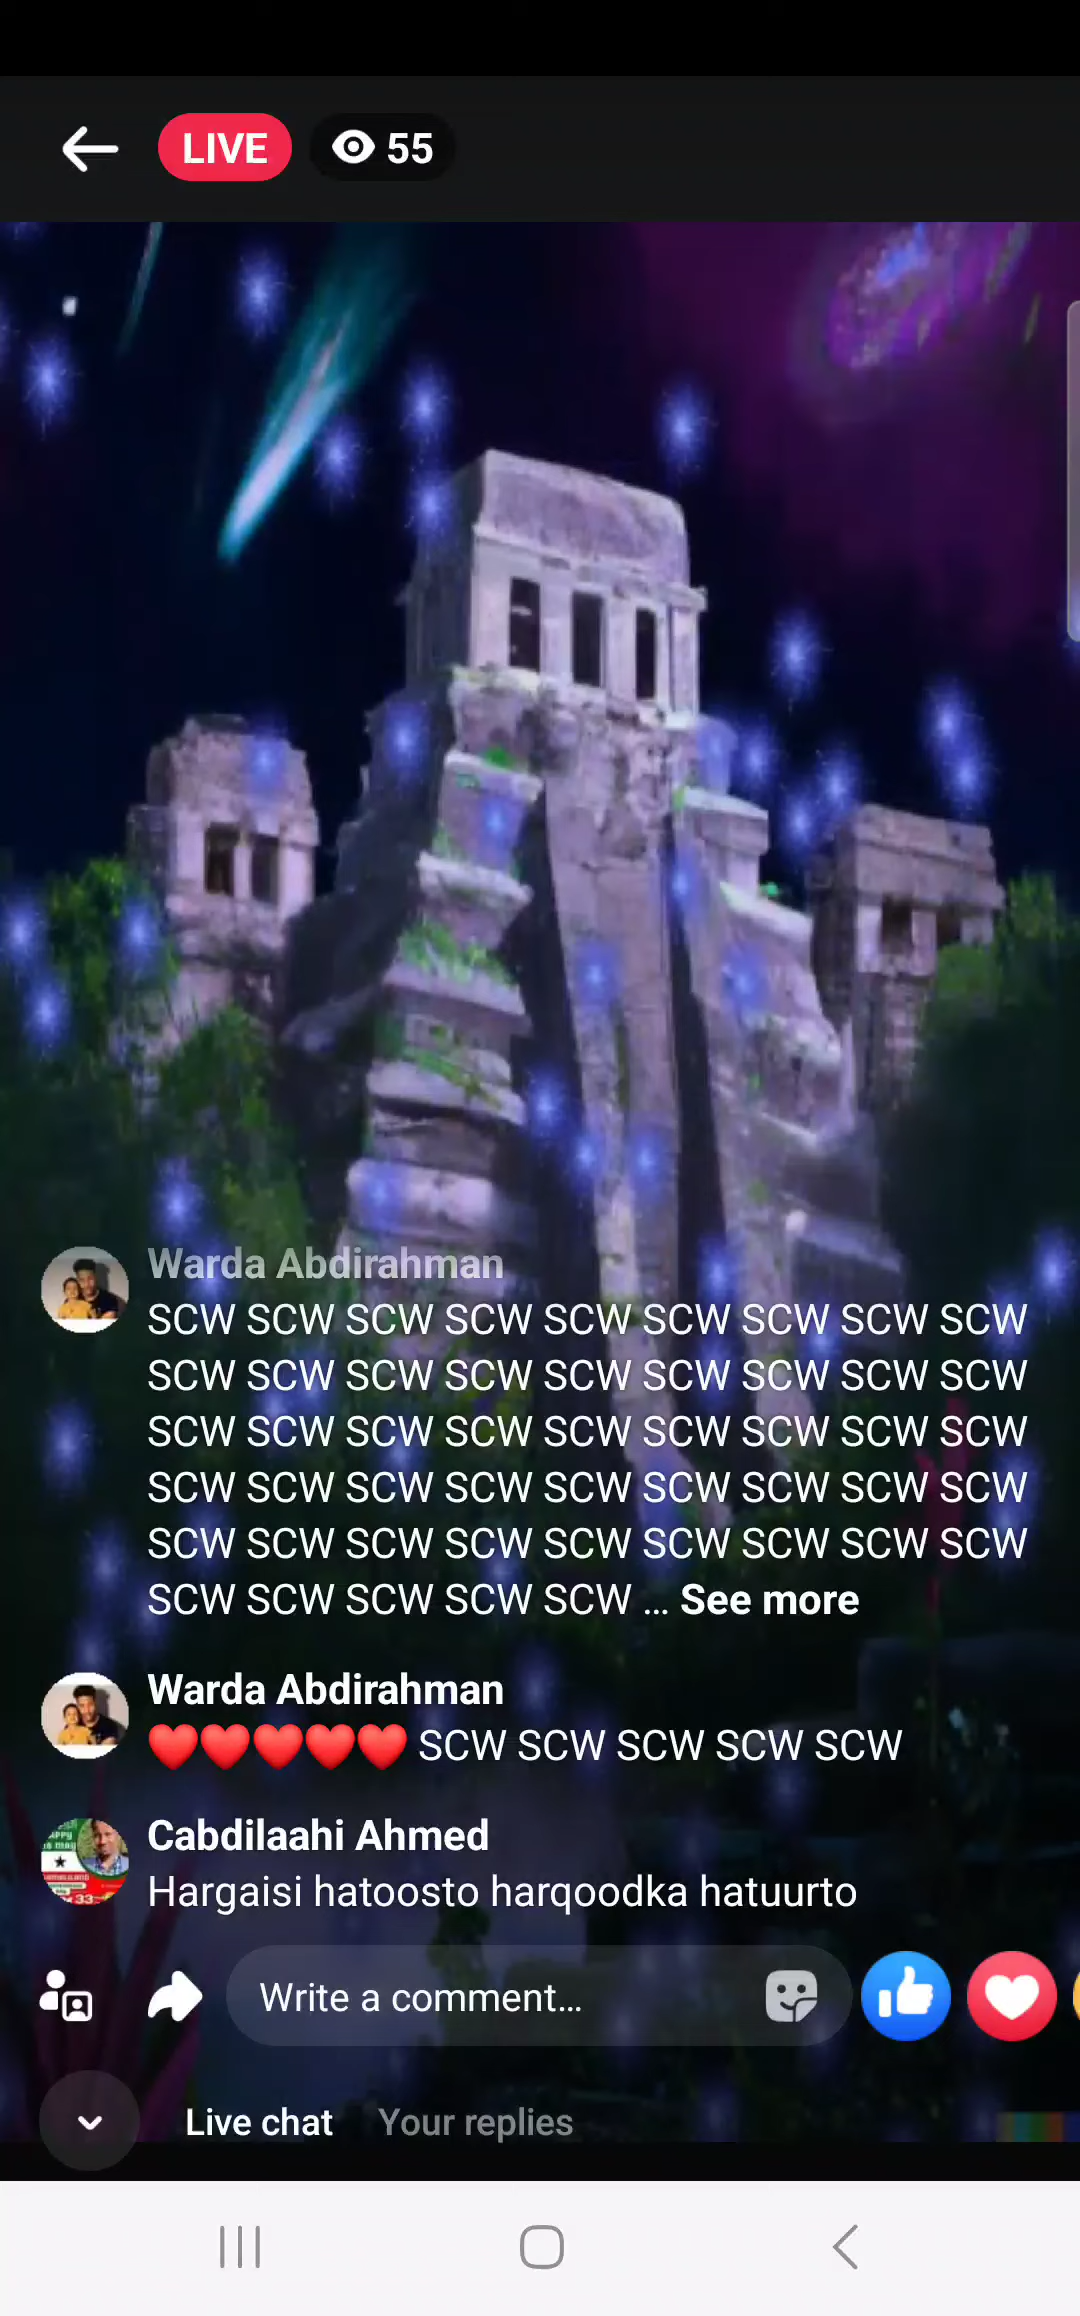 LIVE 55
Warda Abdirahman
SCW SCW SCW SCW SCW SCW SCW SCW SCW
SCW SCW SCW SCW SCW SCW SCW SCW SCW
SCW SCW SCW SCW SCW SCW SCW SCW SCW
SCW SCW SCW SCW SCW SCW SCW SCW SCW
SCW SCW SCW SCW SCW SCW SCW SCW SCW
SCW SCW SCW SCW SCW ... See more
Warda Abdirahman
❤️❤️❤️❤️❤️ SCW SCW SCW SCW SCW
Cabdilaahi Ahmed
Hargaisi hatoosto harqoodka hatuurto
Write a comment...
Live chat Your replies